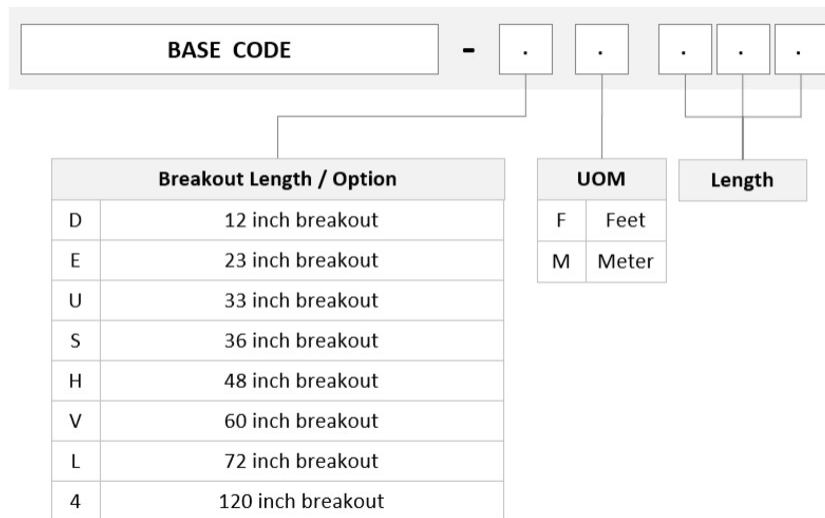 BASE CODE - . . . . .
Breakout Length / Option UOM Length
D 12 inch breakout F Feet
E 23 inch breakout M Meter
U 33 inch breakout
S 36 inch breakout
H 48 inch breakout
V 60 inch breakout
L 72 inch breakout
4 120 inch breakout